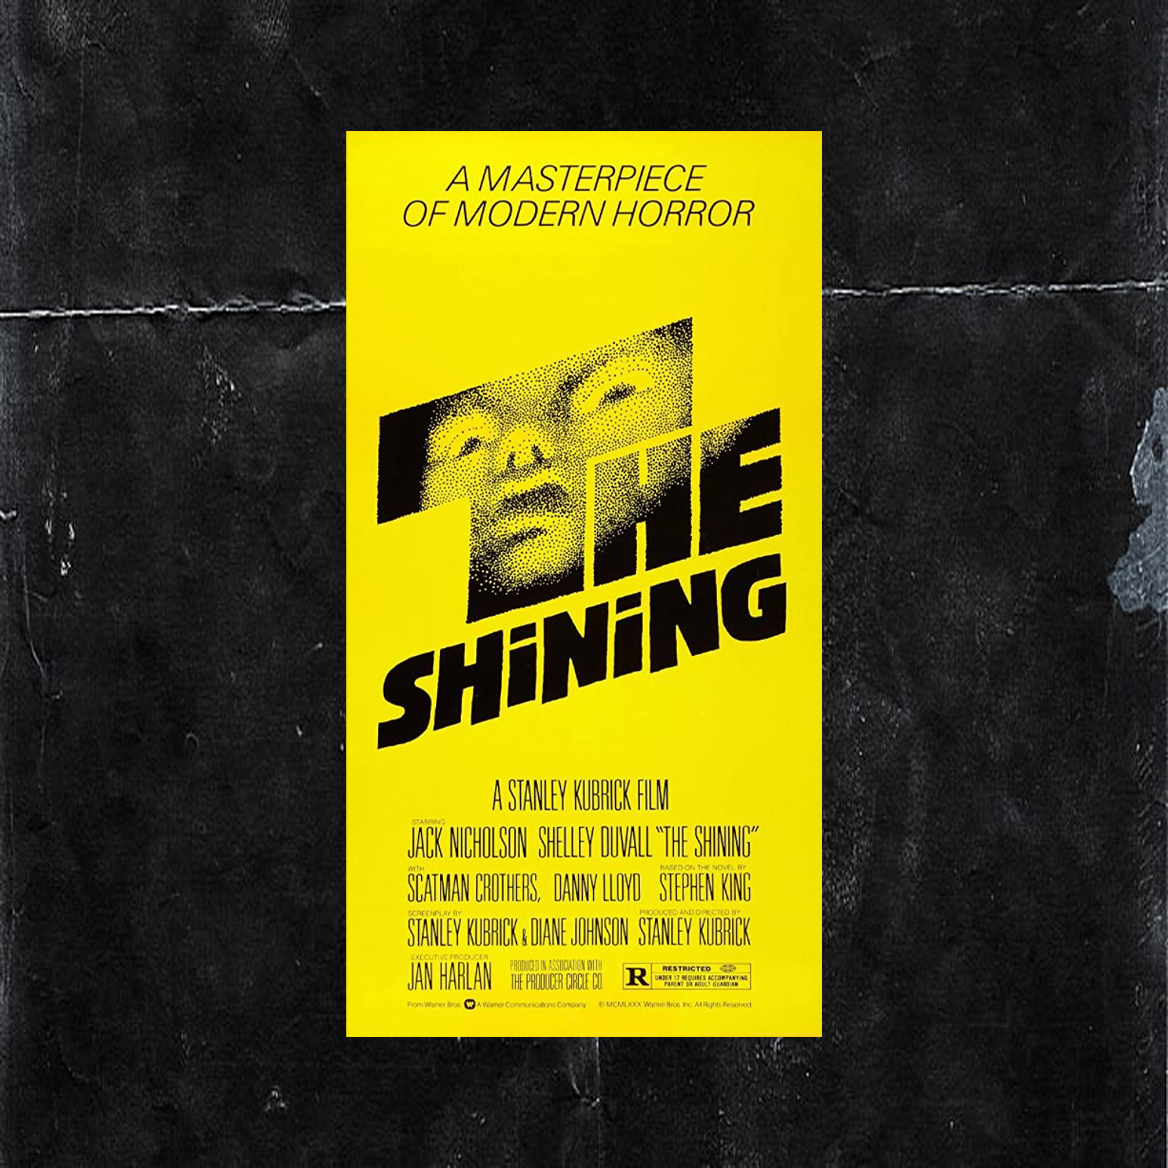 A MASTERPIECE
OF MODERN HORROR
THE
SHiNiNG
A STANLEY KUBRICK FILM
STARRING
JACK NICHOLSON SHELLEY DUVALL "THE SHINING"
WITH BASED ON THE NOVEL BY
SCATMAN CROTHERS, DANNY LLOYD STEPHEN KING
SCREENPLAY BY PRODUCED AND DIRECTED BY
STANLEY KUBRICK & DIANE JOHNSON STANLEY KUBRICK
EXECUTIVE PRODUCER
JAN HARLAN
PRODUCED IN ASSOCIATION WITH
THE PRODUCER CIRCLE CO.
R RESTRICTED
UNDER 17 REQUIRES ACCOMPANYING
PARENT OR ADULT GUARDIAN
From Warner Bros. A Warner Communications Company © MCMLXXX Warner Bros. Inc. All Rights Reserved.